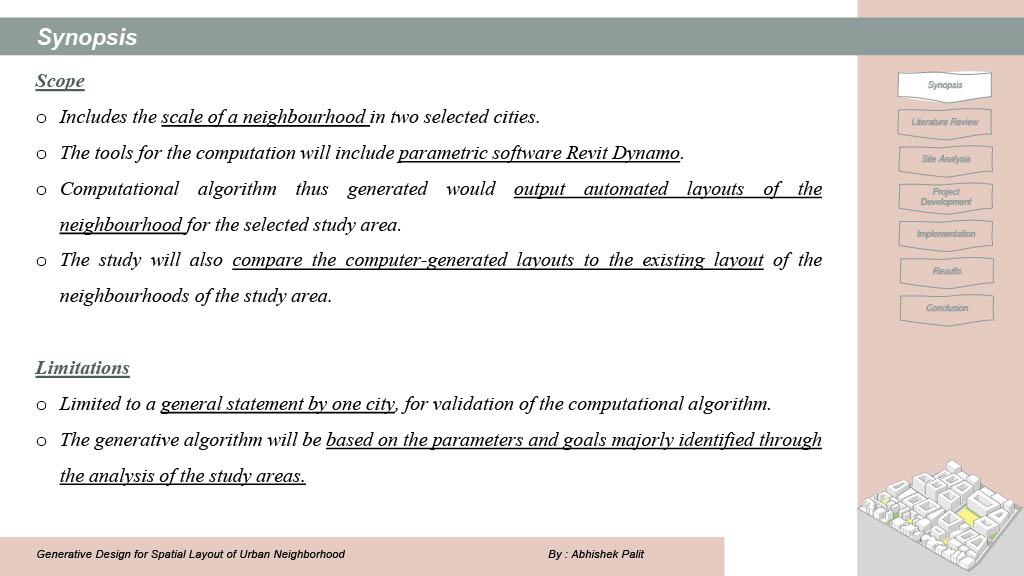 Synopsis
Scope
o Includes the scale of a neighbourhood in two selected cities.
o The tools for the computation will include parametric software Revit Dynamo.
o Computational algorithm thus generated would output automated layouts of the
neighbourhood for the selected study area.
o The study will also compare the computer-generated layouts to the existing layout of the
neighbourhoods of the study area.
Limitations
o Limited to a general statement by one city, for validation of the computational algorithm.
o The generative algorithm will be based on the parameters and goals majorly identified through
the analysis of the study areas.
Generative Design for Spatial Layout of Urban Neighborhood
By : Abhishek Palit
Synopsis
Literature Review
Site Analysis
Project
Development
Implementation
Results
Conclusion